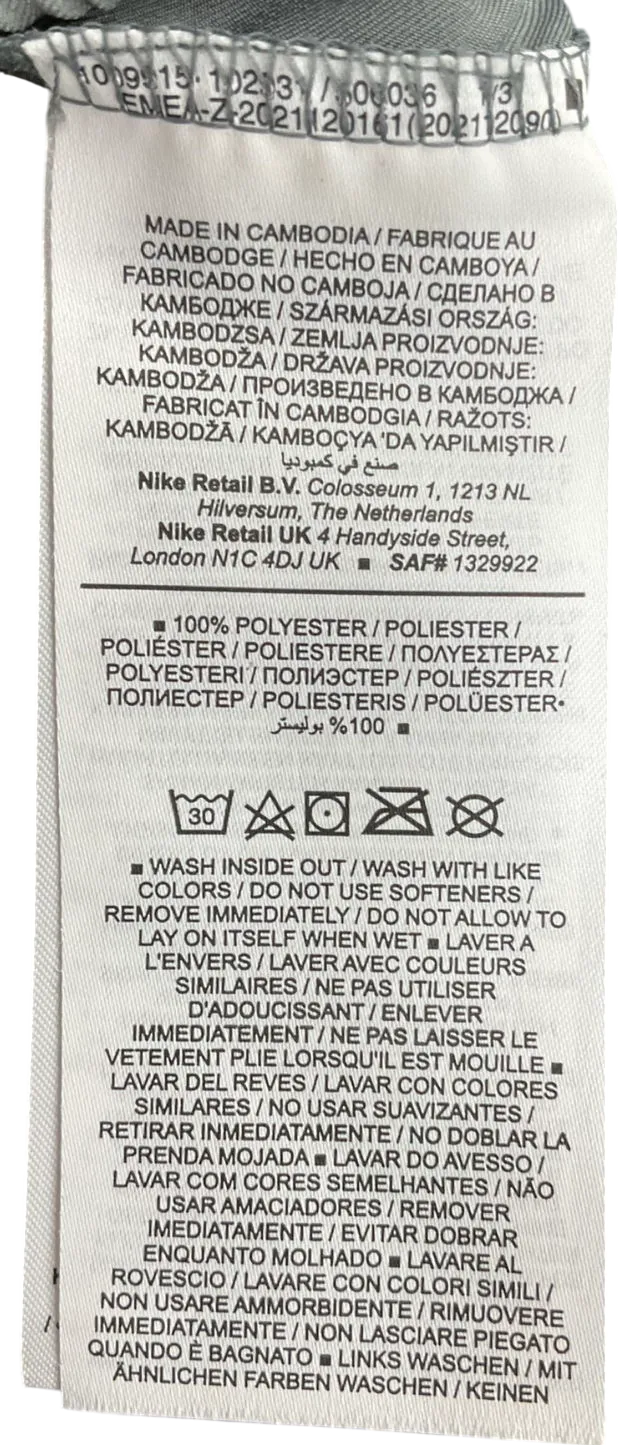 EMEA-Z-20211120161(2021112090)
MADE IN CAMBODIA / FABRIQUE AU
CAMBODGE / HECHO EN CAMBOYA /
FABRICADO NO CAMBOJA / СДЕЛАНО В
КАМБОДЖЕ / SZÁRMAZÁSI ORSZÁG:
KAMBODZSA / ZEMLJA PROIZVODNJE:
KAMBODŽA / DRŽAVA PROIZVODNJE:
KAMBODŽA / ПРОИЗВЕДЕНО В КАМБОДЖА /
FABRICAT ÎN CAMBODGIA / RAŽOTS:
KAMBODŽĀ / KAMBOÇYA 'DA YAPILMIŞTIR /
صنع في كمبوديا
Nike Retail B.V. Colosseum 1, 1213 NL
Hilversum, The Netherlands
Nike Retail UK 4 Handyside Street,
London N1C 4DJ UK ■ SAF# 1329922
■ 100% POLYESTER / POLIESTER /
POLIÉSTER / POLIESTERE / ΠΟΛΥΕΣΤΕΡΑΣ /
POLYESTERI / ПОЛИЭСТЕР / POLIÉSZTER /
ПОЛИЕСТЕР / POLIESTERIS / POLÜESTER•
100% بوليستر ■
30
■ WASH INSIDE OUT / WASH WITH LIKE
COLORS / DO NOT USE SOFTENERS /
REMOVE IMMEDIATELY / DO NOT ALLOW TO
LAY ON ITSELF WHEN WET ■ LAVER A
L'ENVERS / LAVER AVEC COULEURS
SIMILAIRES / NE PAS UTILISER
D'ADOUCISSANT / ENLEVER
IMMEDIATEMENT / NE PAS LAISSER LE
VETEMENT PLIE LORSQU'IL EST MOUILLE ■
LAVAR DEL REVES / LAVAR CON COLORES
SIMILARES / NO USAR SUAVIZANTES /
RETIRAR INMEDIATAMENTE / NO DOBLAR LA
PRENDA MOJADA ■ LAVAR DO AVESSO /
LAVAR COM CORES SEMELHANTES / NÃO
USAR AMACIADORES / REMOVER
IMEDIATAMENTE / EVITAR DOBRAR
ENQUANTO MOLHADO ■ LAVARE AL
ROVESCIO / LAVARE CON COLORI SIMILI /
NON USARE AMMORBIDENTE / RIMUOVERE
IMMEDIATAMENTE / NON LASCIARE PIEGATO
QUANDO È BAGNATO ■ LINKS WASCHEN / MIT
ÄHNLICHEN FARBEN WASCHEN / KEINEN